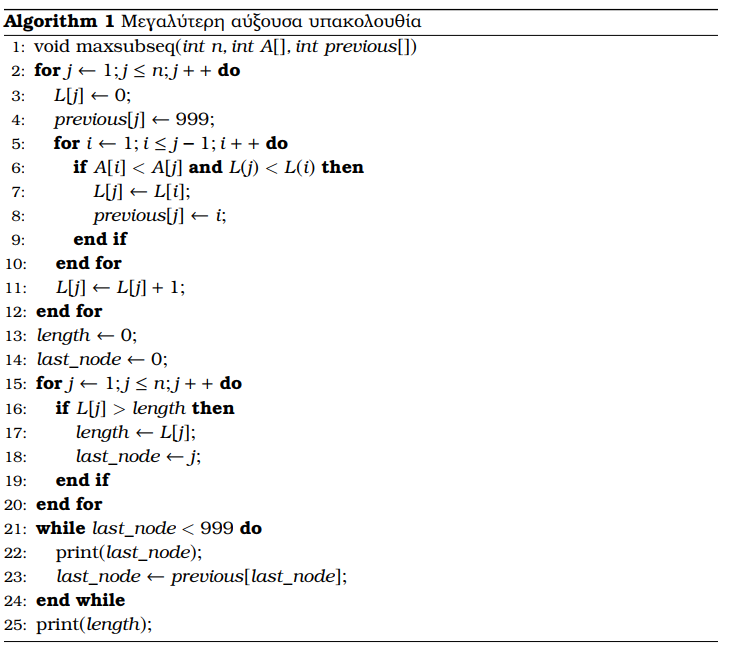 Algorithm 1 Μεγαλύτερη αύξουσα υπακολουθία
1: void maxsubseq(int n, int A[], int previous[])
2: for j ← 1; j ≤ n; j + + do
3: L[j] ← 0;
4: previous[j] ← 999;
5: for i ← 1; i ≤ j − 1; i + + do
6: if A[i] < A[j] and L(j) < L(i) then
7: L[j] ← L[i];
8: previous[j] ← i;
9: end if
10: end for
11: L[j] ← L[j] + 1;
12: end for
13: length ← 0;
14: last_node ← 0;
15: for j ← 1; j ≤ n; j + + do
16: if L[j] > length then
17: length ← L[j];
18: last_node ← j;
19: end if
20: end for
21: while last_node < 999 do
22: print(last_node);
23: last_node ← previous[last_node];
24: end while
25: print(length);